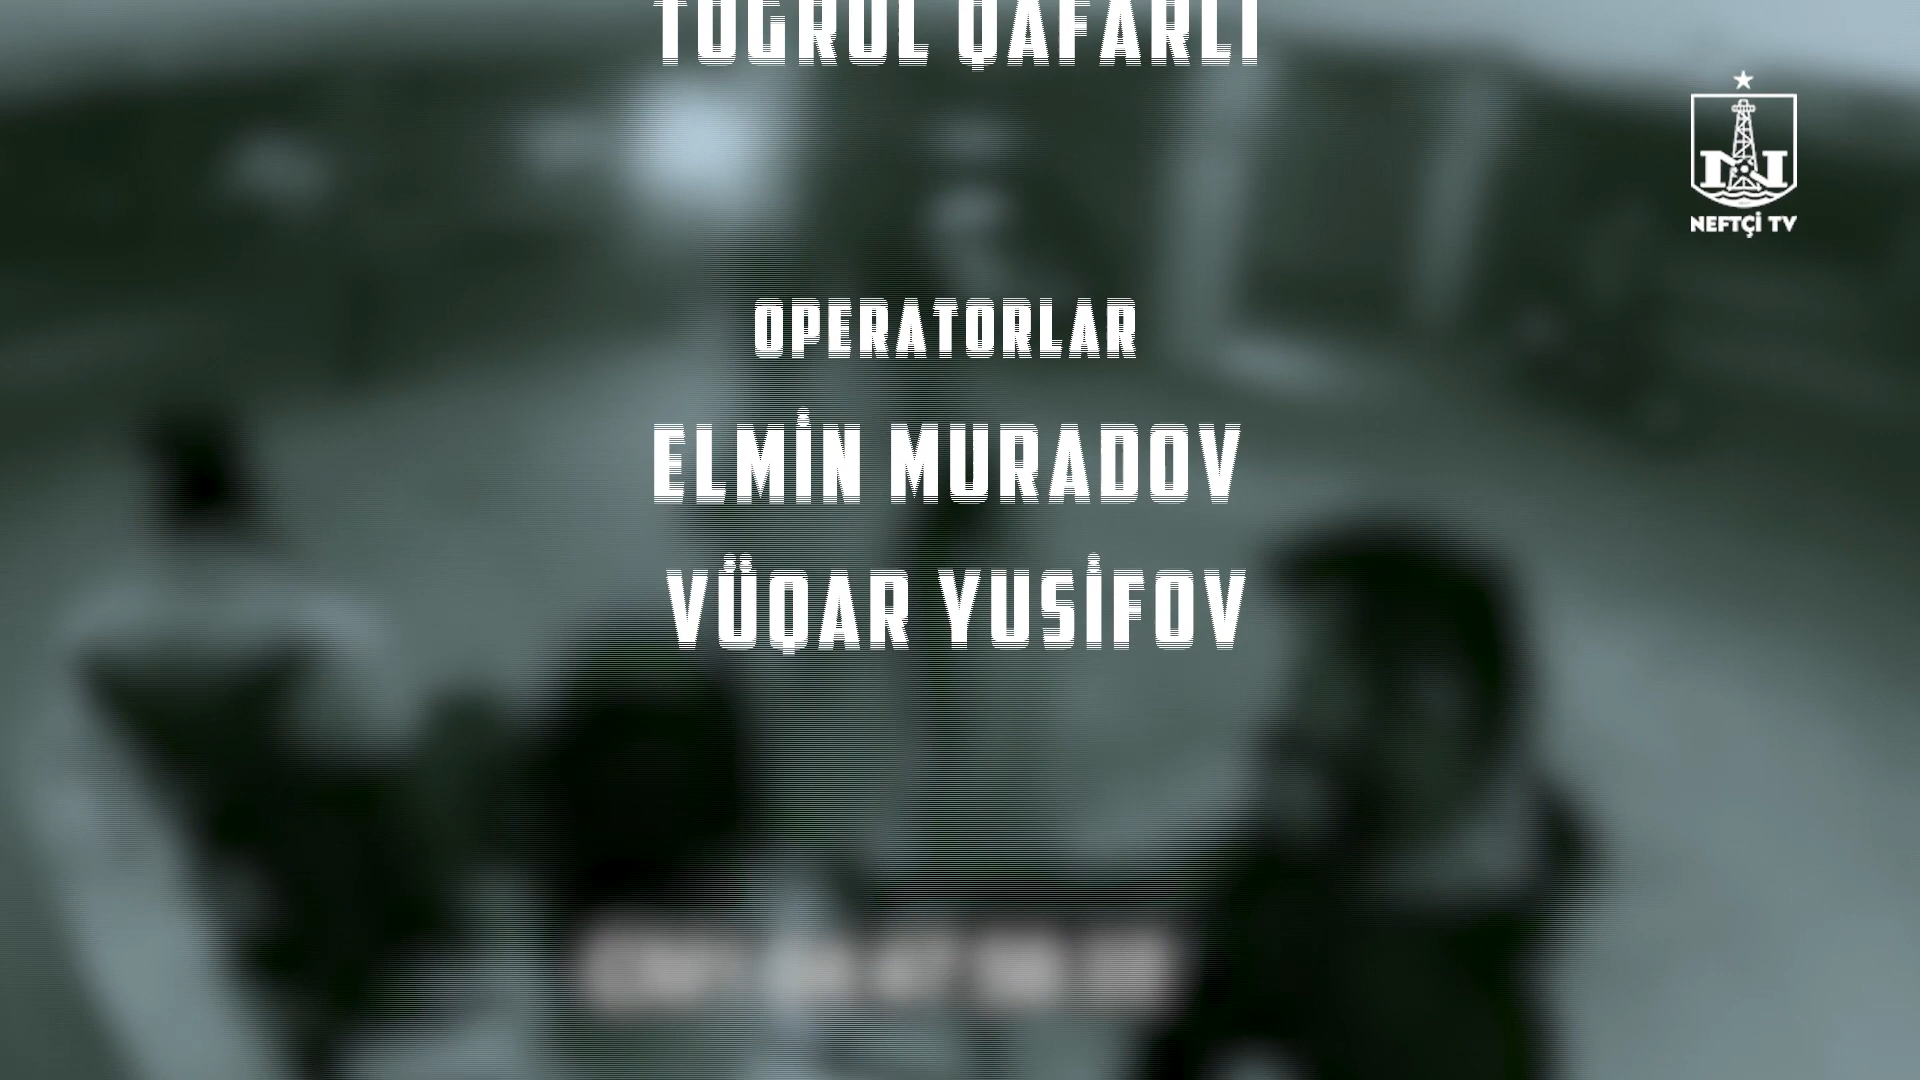 TOĞRUL QAFARLI
NEFTÇİ TV
OPERATORLAR
ELMİN MURADOV
VÜQAR YUSİFOV